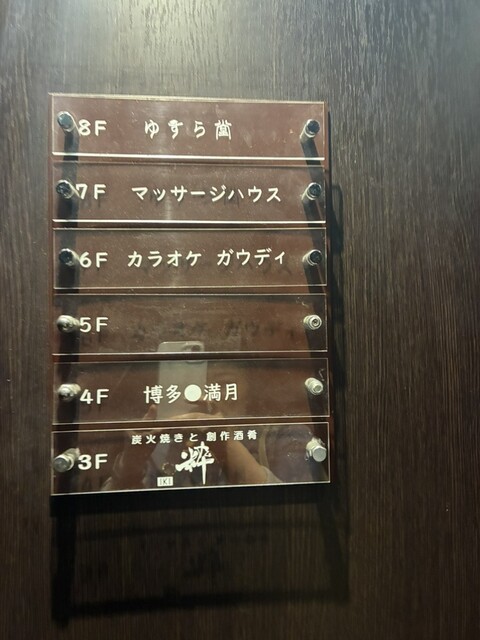 8F ゆすら堂
7F マッサージハウス
6F カラオケ ガウディ
5F
4F 博多●満月
炭火焼きと創作酒肴
3F 粋
IKI